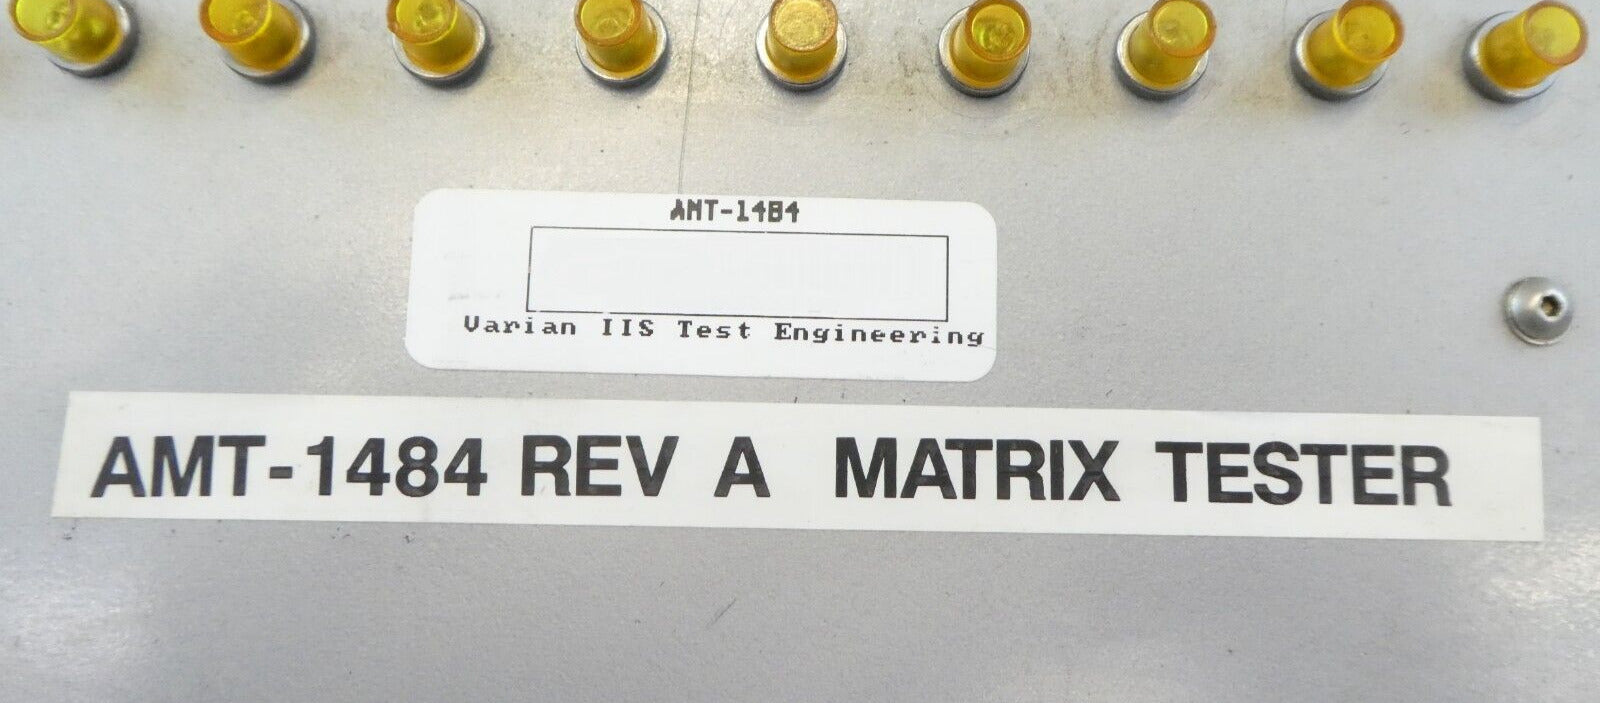 AMT-1484
Varian IIS Test Engineering
AMT-1484 REV A MATRIX TESTER